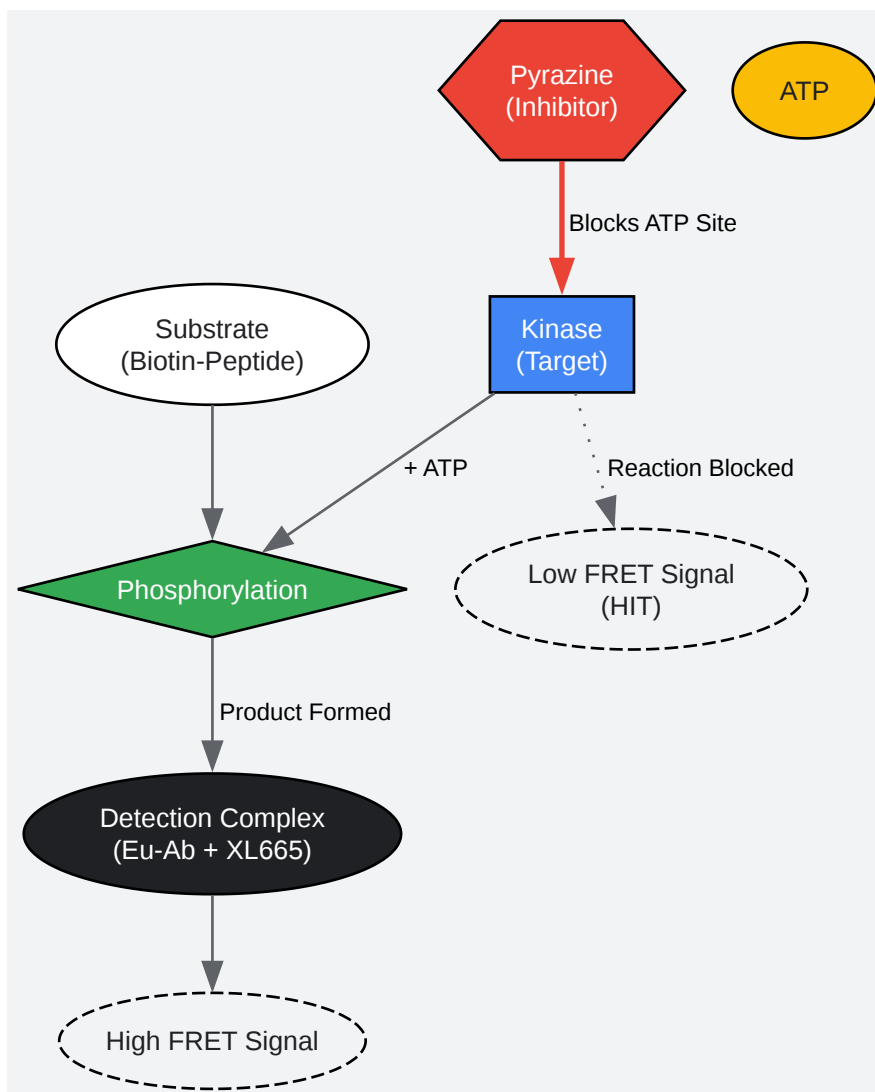 Pyrazine
(Inhibitor)
ATP
Blocks ATP Site
Substrate
(Biotin-Peptide)
Kinase
(Target)
+ ATP
Reaction Blocked
Phosphorylation
Low FRET Signal
(HIT)
Product Formed
Detection Complex
(Eu-Ab + XL665)
High FRET Signal